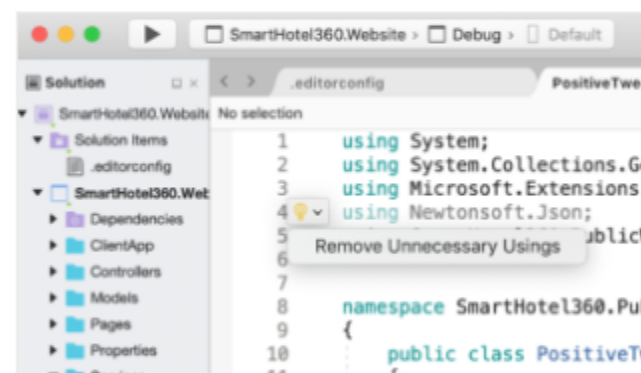 SmartHotel360.Website › Debug › Default
Solution
.editorconfig
PositiveTwe
SmartHotel360.Website
No selection
Solution Items
.editorconfig
SmartHotel360.Web
Dependencies
ClientApp
Controllers
Models
Pages
Properties
1 using System;
2 using System.Collections.Ge
3 using Microsoft.Extensions
4 using Newtonsoft.Json;
5
Remove Unnecessary Usings
6
7
8 namespace SmartHotel360.Pu
9 {
10 public class PositiveTw